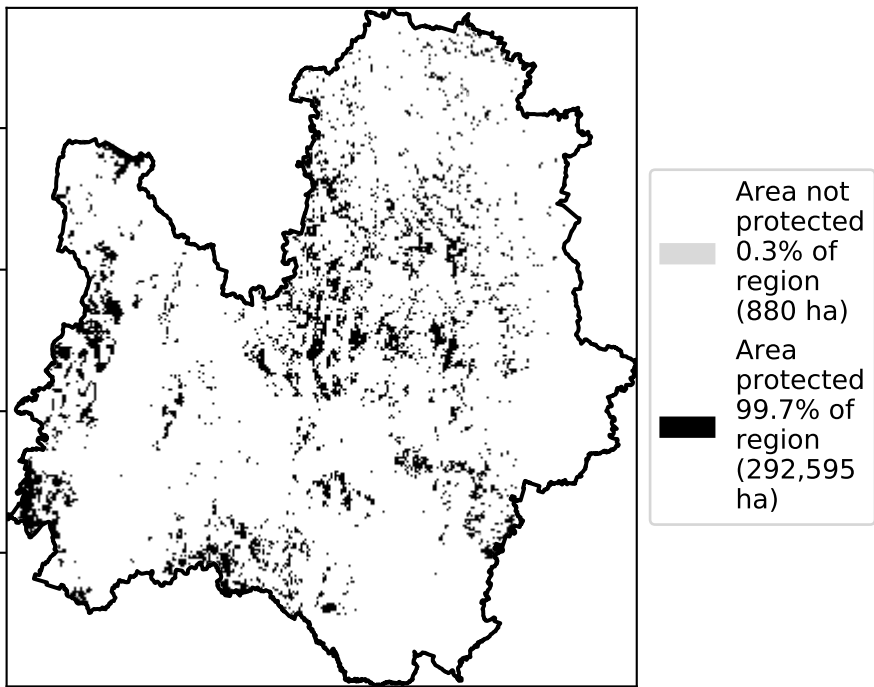 Area not
protected
0.3% of
region
(880 ha)
Area
protected
99.7% of
region
(292,595
ha)